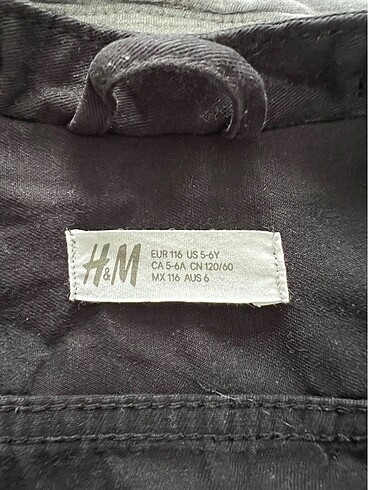 H&M
EUR 116 US 5-6Y
CA 5-6A CN 120/60
MX 116 AUS 6